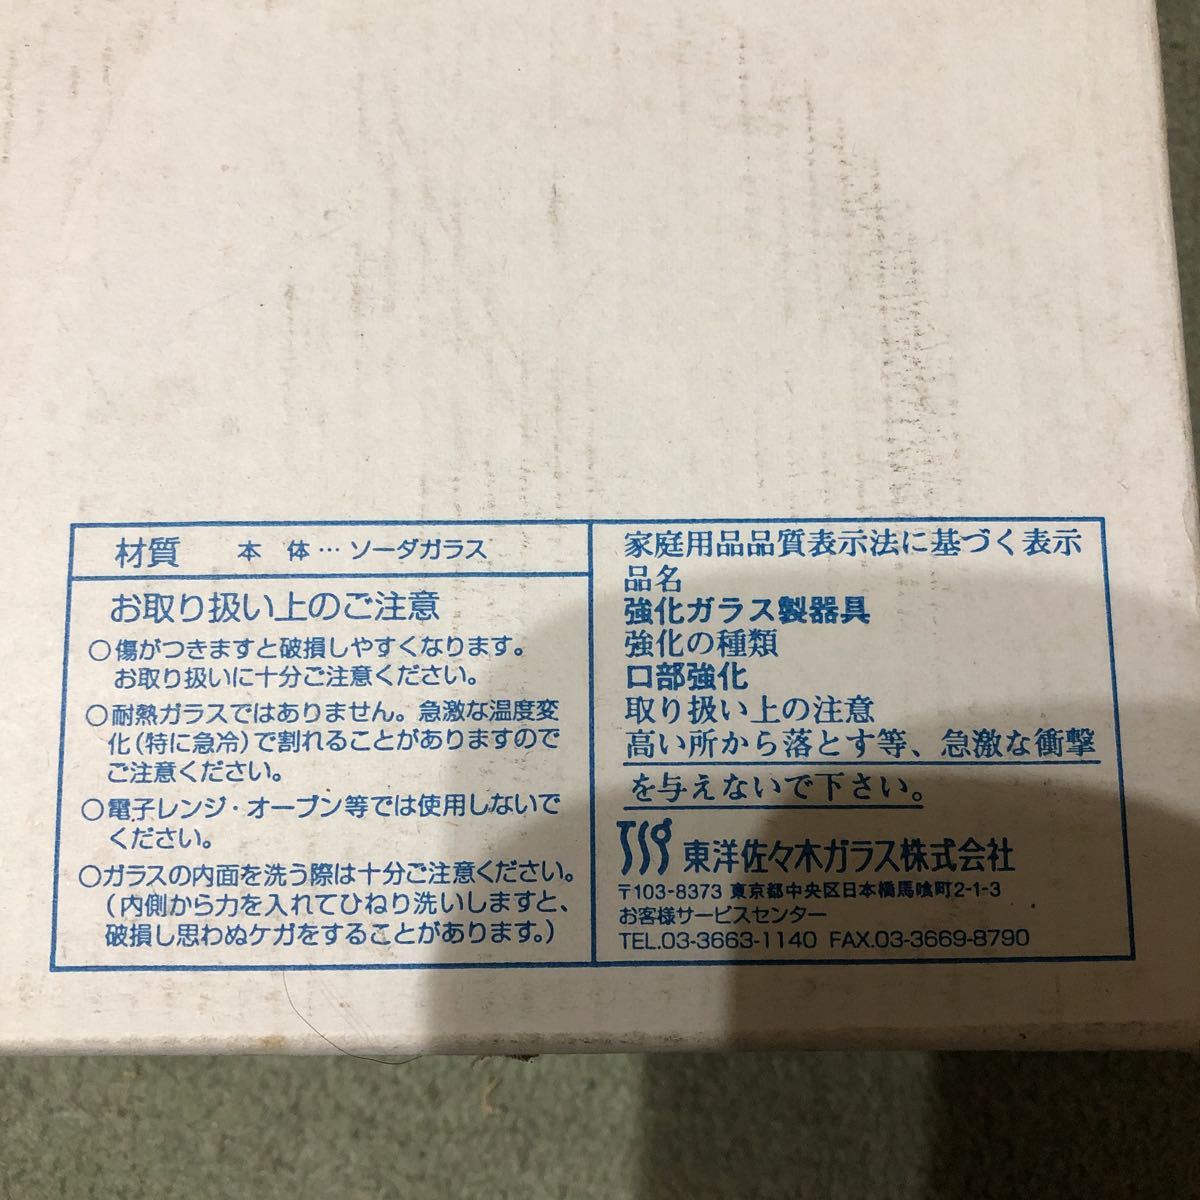 材質 本 体…ソーダガラス
お取り扱い上のご注意
○傷がつきますと破損しやすくなります。
お取り扱いに十分ご注意ください。
○耐熱ガラスではありません。急激な温度変
化(特に急冷)で割れることがありますので
ご注意ください。
○電子レンジ・オーブン等では使用しないで
ください。
○ガラスの内面を洗う際は十分ご注意ください。
(内側から力を入れてひねり洗いしますと、
破損し思わぬケガをすることがあります。)
家庭用品品質表示法に基づく表示
品名
強化ガラス製器具
強化の種類
口部強化
取り扱い上の注意
高い所から落とす等、急激な衝撃
を与えないで下さい。
TSG 東洋佐々木ガラス株式会社
〒103-8373 東京都中央区日本橋馬喰町2-1-3
お客様サービスセンター
TEL.03-3663-1140 FAX.03-3669-8790